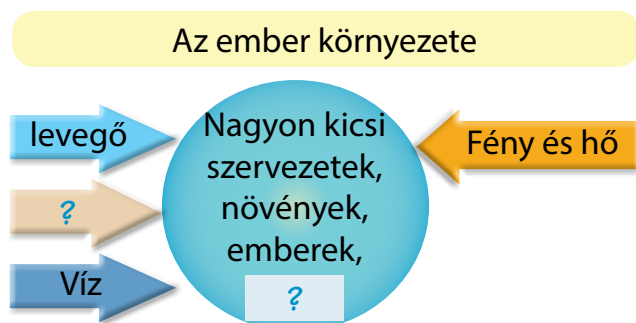 Az ember környezete
levegő
?
Víz
Nagyon kicsi
szervezetek,
növények,
emberek,
?
Fény és hő